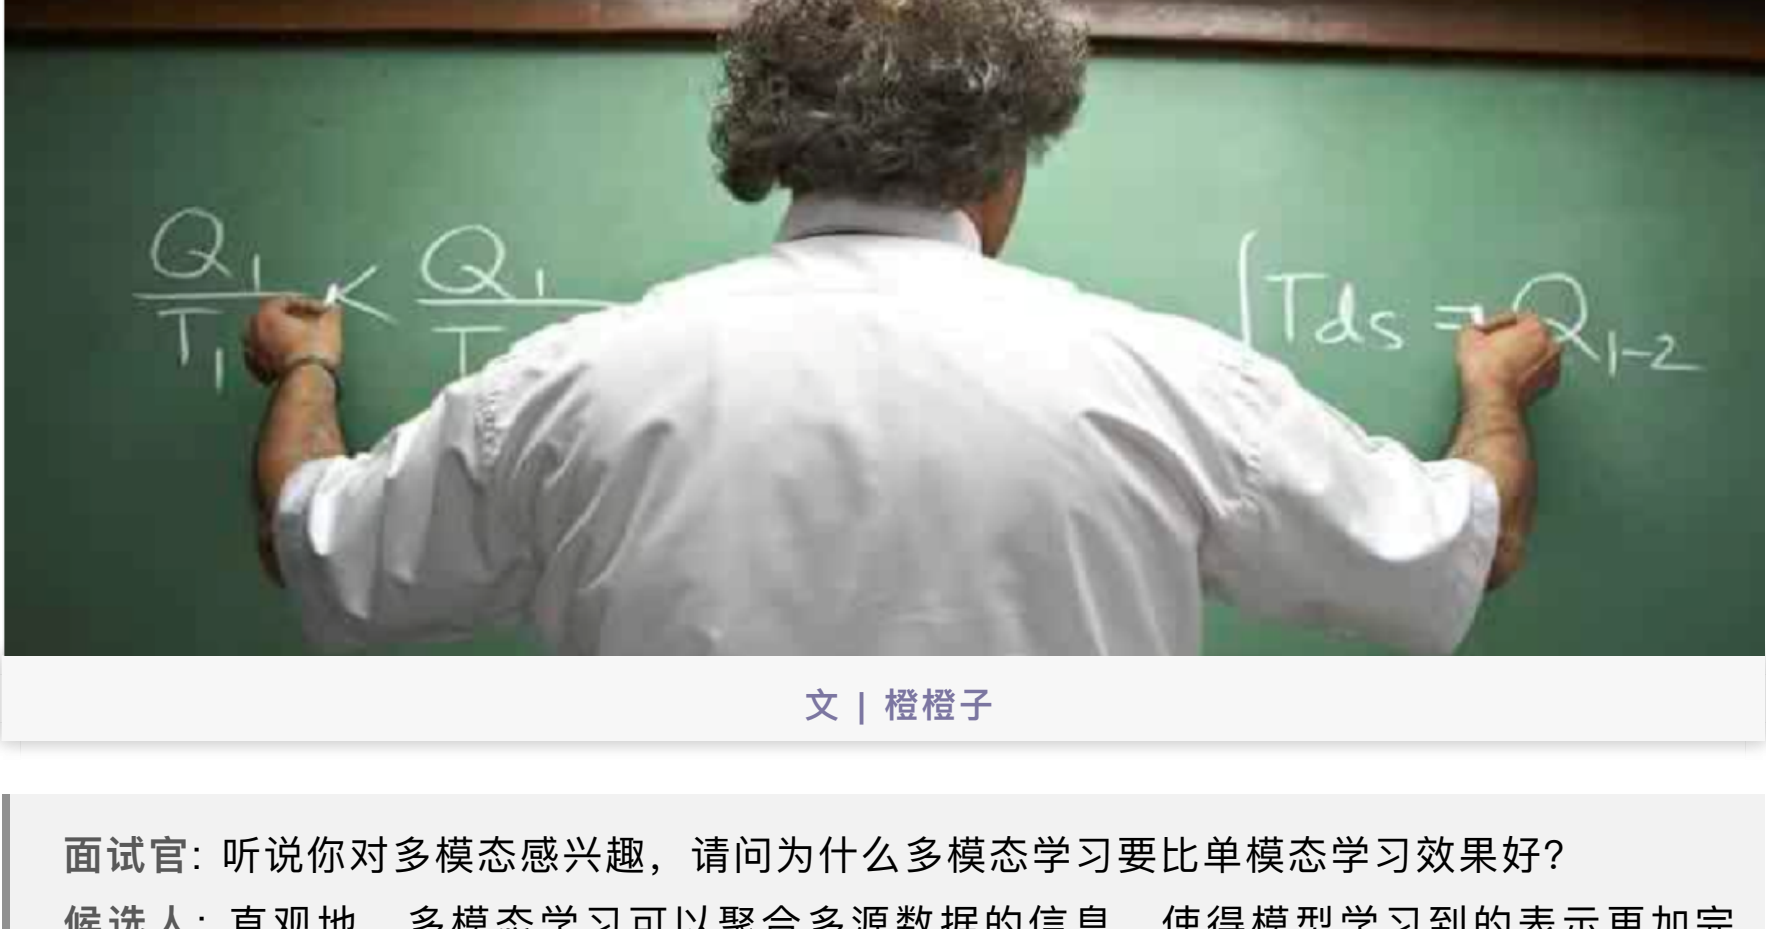 Q₁ < Q₁ ∫Tds = Q₁₋₂
T₁ T
文 | 橙橙子
面试官：听说你对多模态感兴趣，请问为什么多模态学习要比单模态学习效果好？
候选人：直观地，多模态学习可以聚合多源数据的信息，使得模型学习到的表示更加完